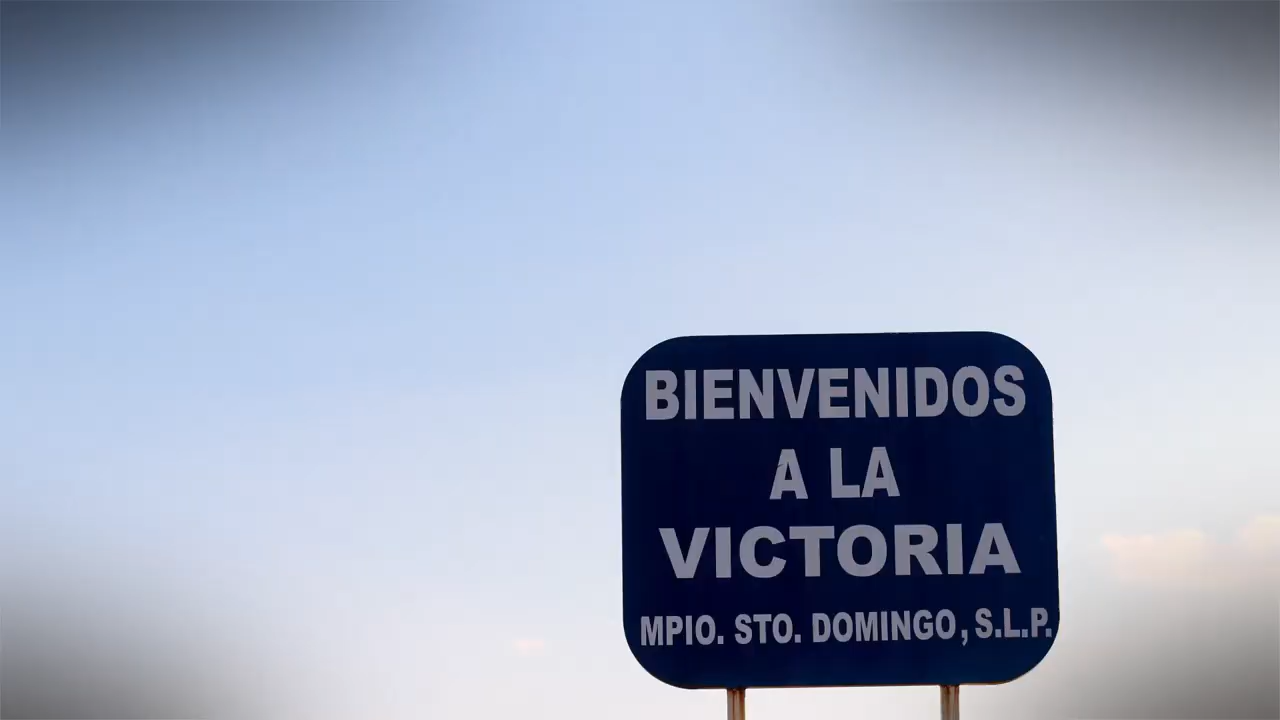 BIENVENIDOS
A LA
VICTORIA
MPIO. STO. DOMINGO, S.L.P.